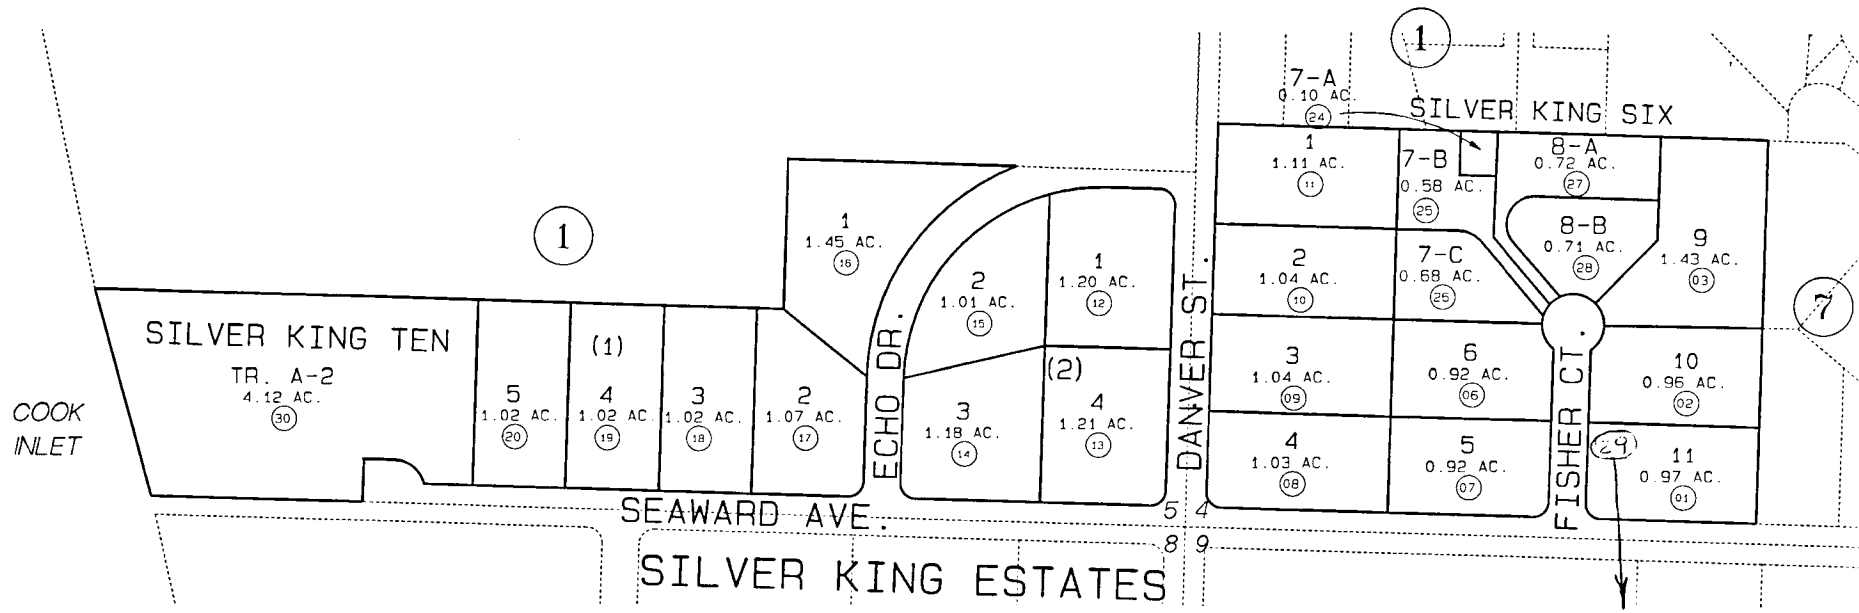 1
7-A
0.10 AC.
24
SILVER KING SIX
1
1.11 AC.
11
7-B
0.58 AC.
25
8-A
0.72 AC.
27
8-B
0.71 AC.
28
9
1.43 AC.
03
1
1
1.45 AC.
16
2
1.01 AC.
15
1
1.20 AC.
12
2
1.04 AC.
10
7-C
0.68 AC.
25
7
SILVER KING TEN
TR. A-2
4.12 AC.
30
(1)
5
1.02 AC.
20
4
1.02 AC.
19
3
1.02 AC.
18
2
1.07 AC.
17
ECHO DR.
(2)
3
1.18 AC.
14
4
1.21 AC.
13
DANVER ST.
3
1.04 AC.
09
6
0.92 AC.
06
10
0.96 AC.
02
COOK
INLET
4
1.03 AC.
08
5
0.92 AC.
07
FISHER CT.
29
11
0.97 AC.
01
SEAWARD AVE.
5 4
8 9
SILVER KING ESTATES